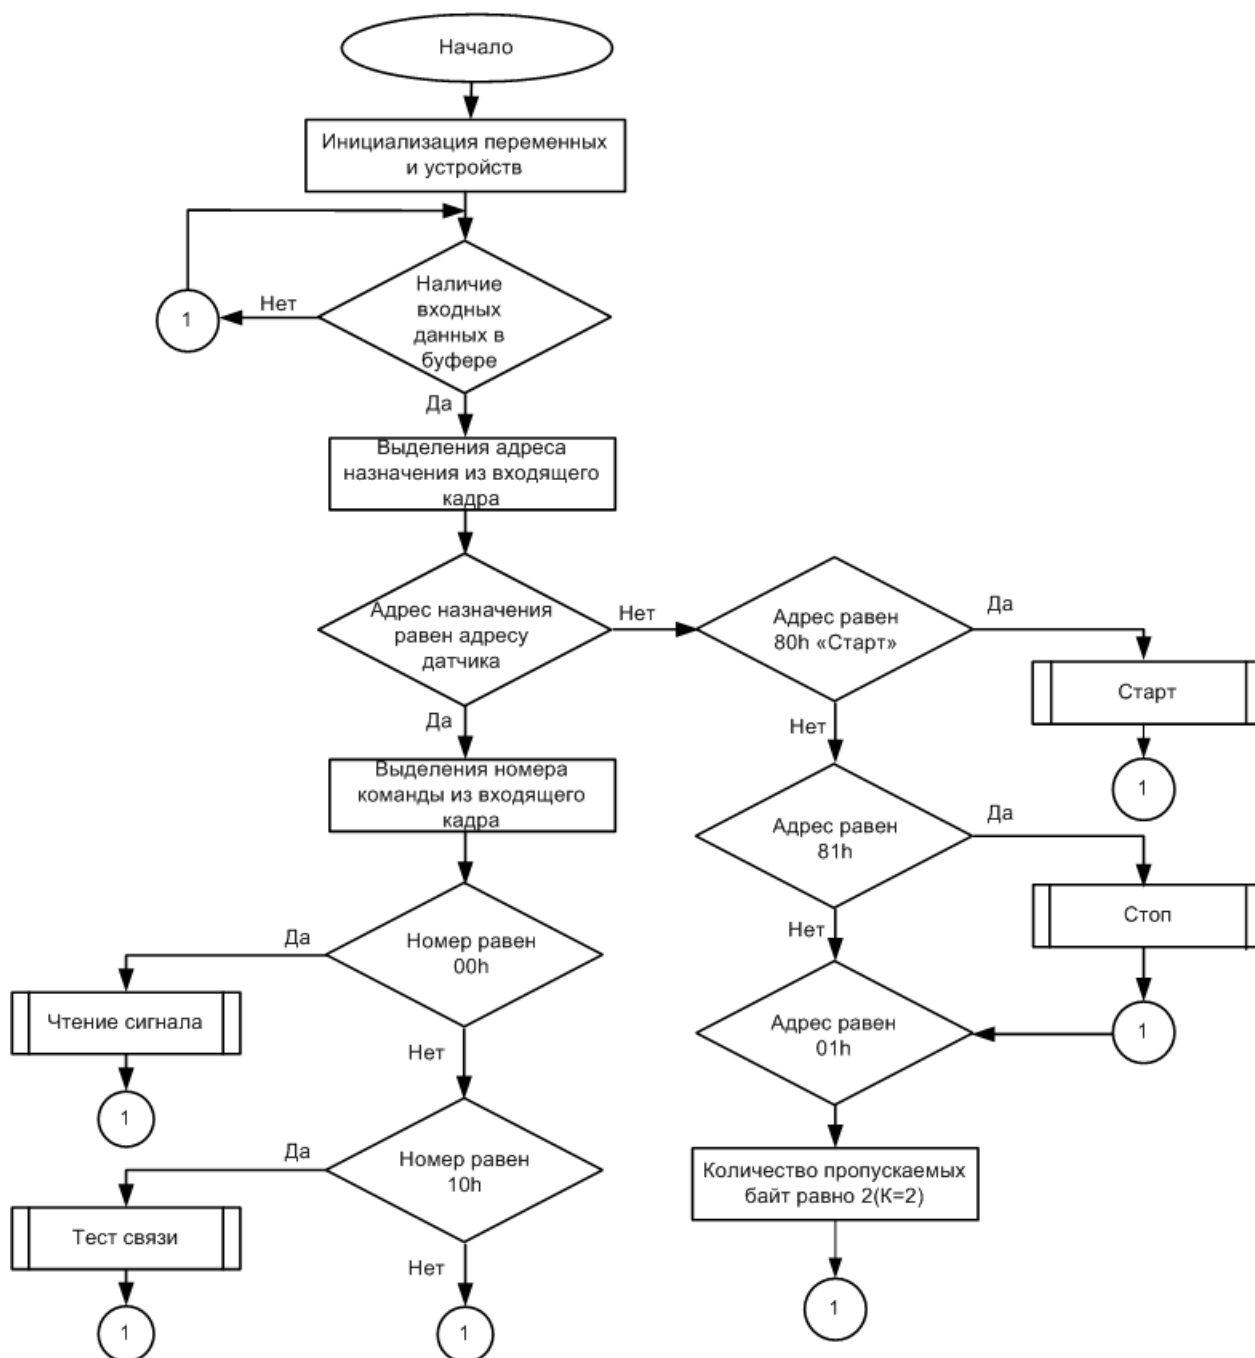 Начало
Инициализация переменных
и устройств
Наличие
входных
данных в
буфере
Нет
1
Да
Выделения адреса
назначения из входящего
кадра
Адрес назначения
равен адресу
датчика
Нет
Адрес равен
80h «Старт»
Да
Старт
1
Да
Выделения номера
команды из входящего
кадра
Нет
Адрес равен
81h
Да
Стоп
1
Нет
Адрес равен
01h
Количество пропускаемых
байт равно 2(К=2)
1
Номер равен
00h
Да
Чтение сигнала
1
Нет
Номер равен
10h
Да
Тест связи
1
Нет
1